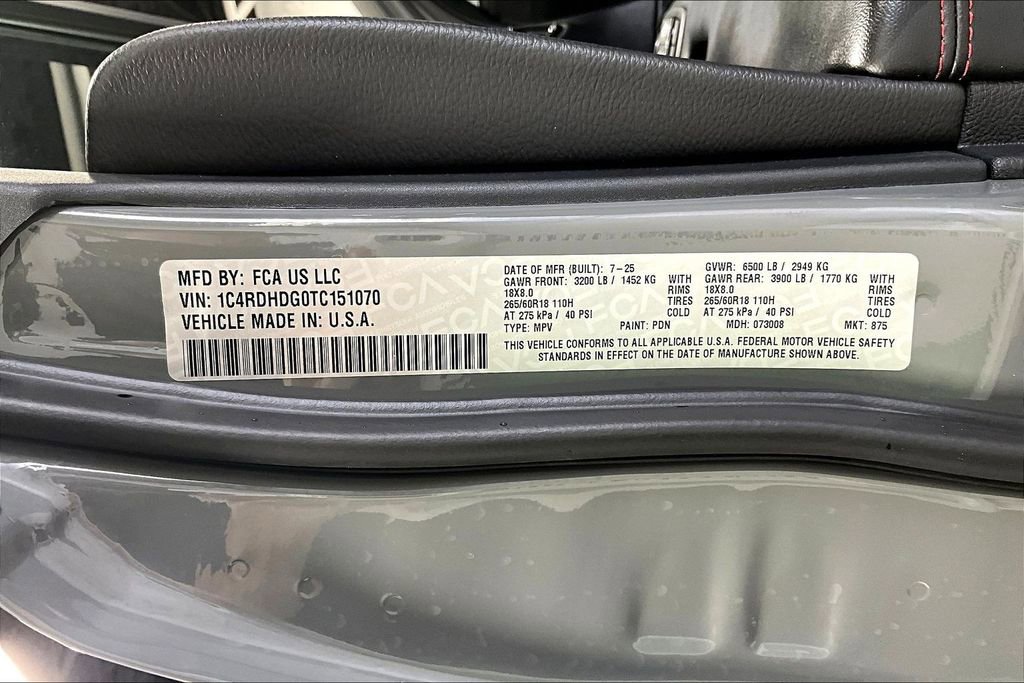 MFD BY: FCA US LLC
VIN: 1C4RDHDG0TC151070
VEHICLE MADE IN: U.S.A.
DATE OF MFR (BUILT): 7-25 GVWR: 6500 LB / 2949 KG
GAWR FRONT: 3200 LB / 1452 KG WITH GAWR REAR: 3900 LB / 1770 KG WITH
18X8.0 RIMS 18X8.0 RIMS
265/60R18 110H TIRES 265/60R18 110H TIRES
AT 275 kPa / 40 PSI COLD AT 275 kPa / 40 PSI COLD
TYPE: MPV PAINT: PDN MDH: 073008 MKT: 875
THIS VEHICLE CONFORMS TO ALL APPLICABLE U.S.A. FEDERAL MOTOR VEHICLE SAFETY
STANDARDS IN EFFECT ON THE DATE OF MANUFACTURE SHOWN ABOVE.